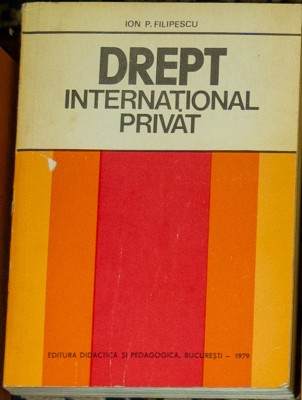 ION P. FILIPESCU
DREPT
INTERNAȚIONAL
PRIVAT
EDITURA DIDACTICĂ ȘI PEDAGOGICĂ, BUCUREȘTI – 1979